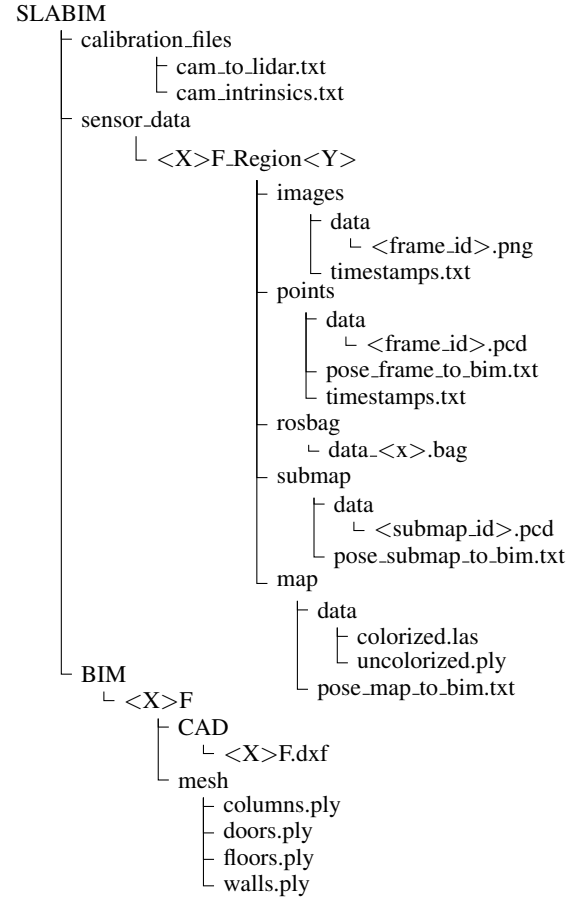 SLABIM
calibration_files
cam_to_lidar.txt
cam_intrinsics.txt
sensor_data
<X>F_Region<Y>
images
data
<frame_id>.png
timestamps.txt
points
data
<frame_id>.pcd
pose_frame_to_bim.txt
timestamps.txt
rosbag
data_<x>.bag
submap
data
<submap_id>.pcd
pose_submap_to_bim.txt
map
data
colorized.las
uncolorized.ply
pose_map_to_bim.txt
BIM
<X>F
CAD
<X>F.dxf
mesh
columns.ply
doors.ply
floors.ply
walls.ply